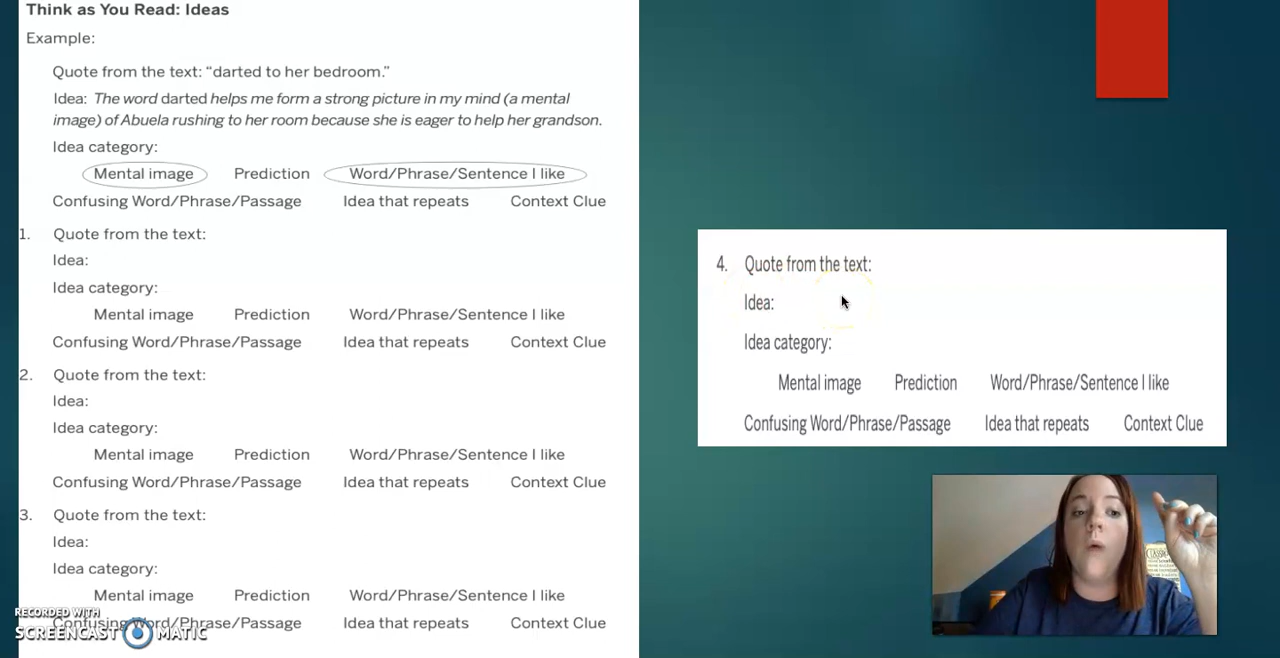 Think as You Read: Ideas
Example:
Quote from the text: “darted to her bedroom.”
Idea: The word darted helps me form a strong picture in my mind (a mental
image) of Abuela rushing to her room because she is eager to help her grandson.
Idea category:
Mental image Prediction Word/Phrase/Sentence I like
Confusing Word/Phrase/Passage Idea that repeats Context Clue
1. Quote from the text:
Idea:
Idea category:
Mental image Prediction Word/Phrase/Sentence I like
Confusing Word/Phrase/Passage Idea that repeats Context Clue
2. Quote from the text:
Idea:
Idea category:
Mental image Prediction Word/Phrase/Sentence I like
Confusing Word/Phrase/Passage Idea that repeats Context Clue
3. Quote from the text:
Idea:
Idea category:
Mental image Prediction Word/Phrase/Sentence I like
Confusing Word/Phrase/Passage Idea that repeats Context Clue
RECORDED WITH
SCREENCAST MATIC
4. Quote from the text:
Idea:
Idea category:
Mental image Prediction Word/Phrase/Sentence I like
Confusing Word/Phrase/Passage Idea that repeats Context Clue